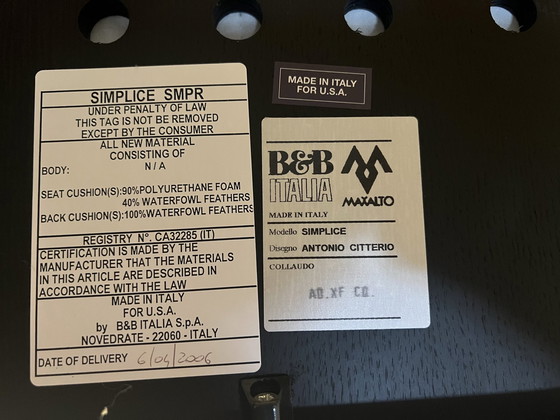 SIMPLICE SMPR
UNDER PENALTY OF LAW
THIS TAG IS NOT BE REMOVED
EXCEPT BY THE CONSUMER
ALL NEW MATERIAL
CONSISTING OF
BODY: N/A
SEAT CUSHION(S):90%POLYURETHANE FOAM
40% WATERFOWL FEATHERS
BACK CUSHION(S):100%WATERFOWL FEATHERS
REGISTRY N°. CA32285 (IT)
CERTIFICATION IS MADE BY THE
MANUFACTURER THAT THE MATERIALS
IN THIS ARTICLE ARE DESCRIBED IN
ACCORDANCE WITH THE LAW
MADE IN ITALY
FOR U.S.A.
by B&B ITALIA S.p.A.
NOVEDRATE - 22060 - ITALY
DATE OF DELIVERY 6/04/2006
MADE IN ITALY
FOR U.S.A.
B&B
ITALIA
MAXALTO
MADE IN ITALY
Modello SIMPLICE
Disegno ANTONIO CITTERIO
COLLAUDO
AD.XF CQ.